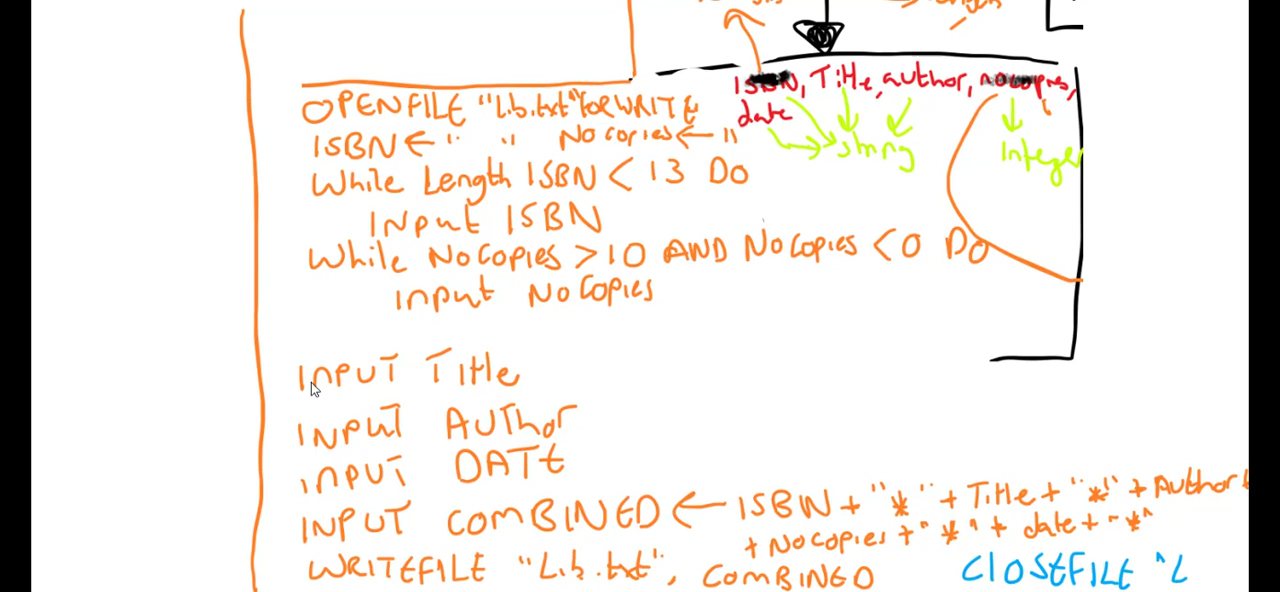 ISBN, Title, author, nocopies,
date
string
Integer
OPENFILE "Lib.txt" for WRITE
ISBN ← " " No copies ← "
While Length ISBN < 13 Do
Input ISBN
While NoCopies > 10 AND NoCopies < 0 Do
Input NoCopies
INPUT Title
INPUT AUTHor
INPUT DATE
INPUT COMBINED ← ISBN + "*" + Title + "*" + Author +
+ Nocopies + "*" + date + "*"
WRITEFILE "Lib.txt", COMBINED
ClOSEFILE "L